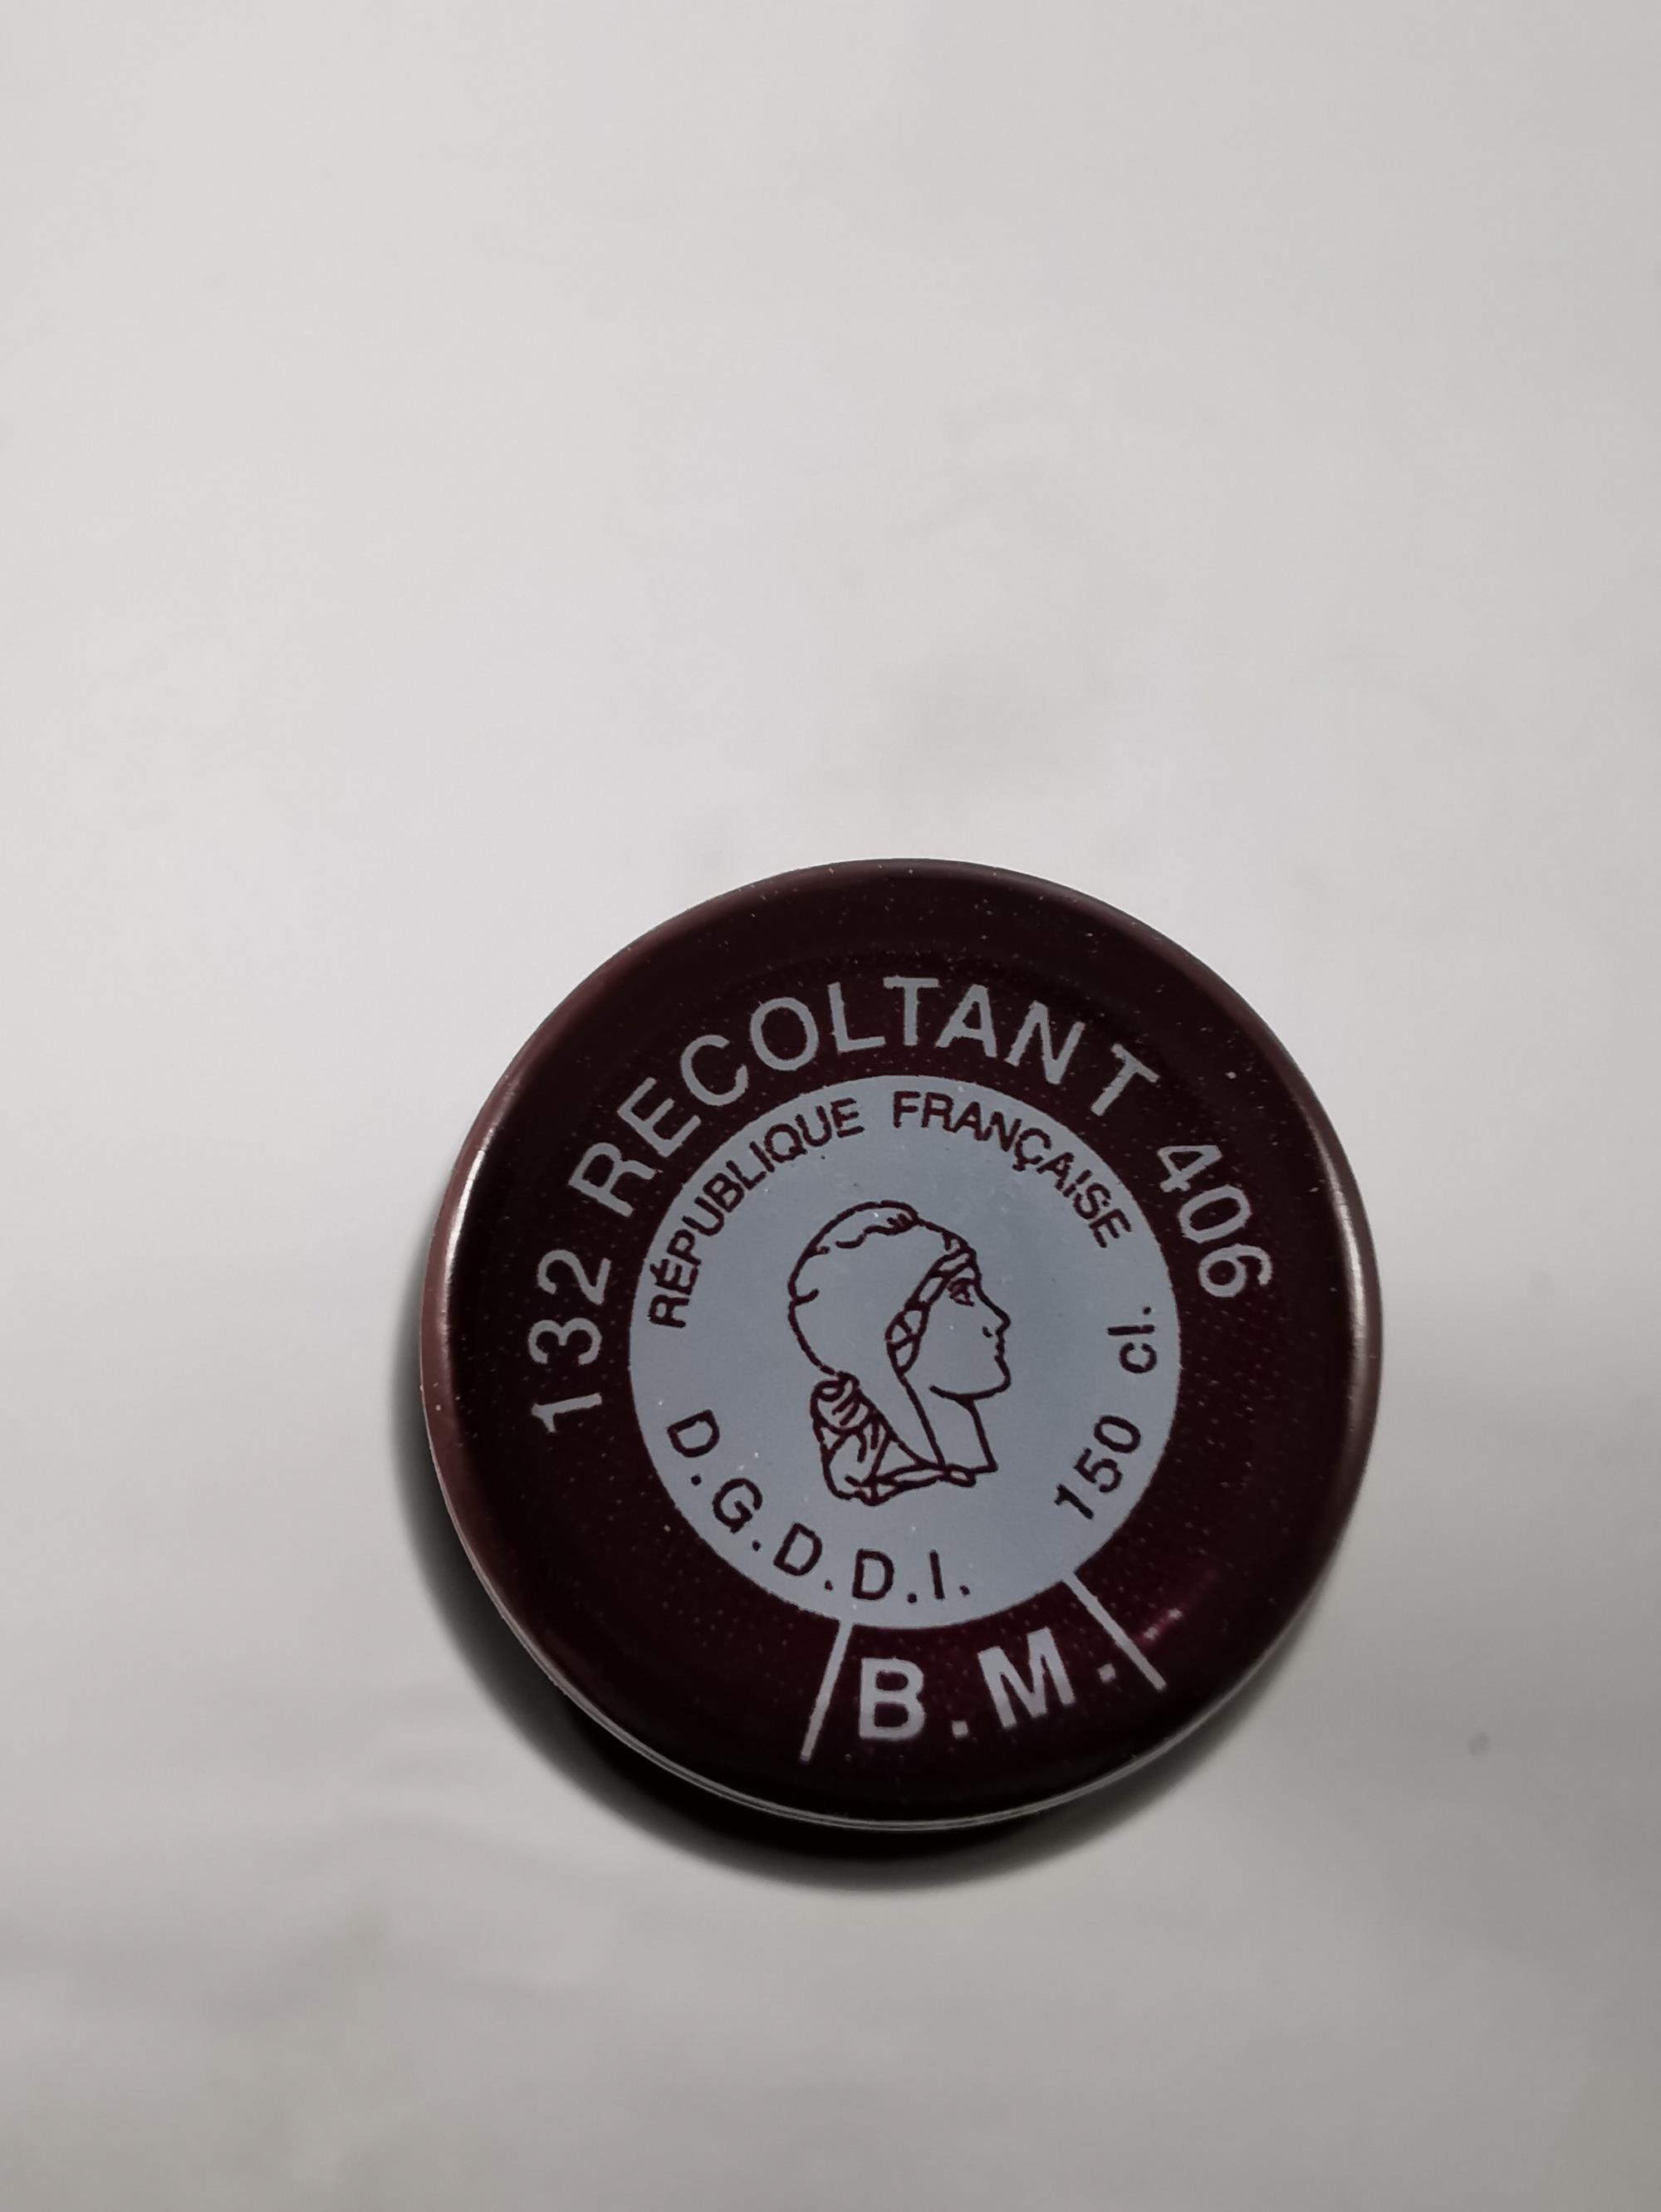 132 RECOLTANT 406
RÉPUBLIQUE FRANÇAISE
150 cl.
D.G.D.D.I.
B.M.